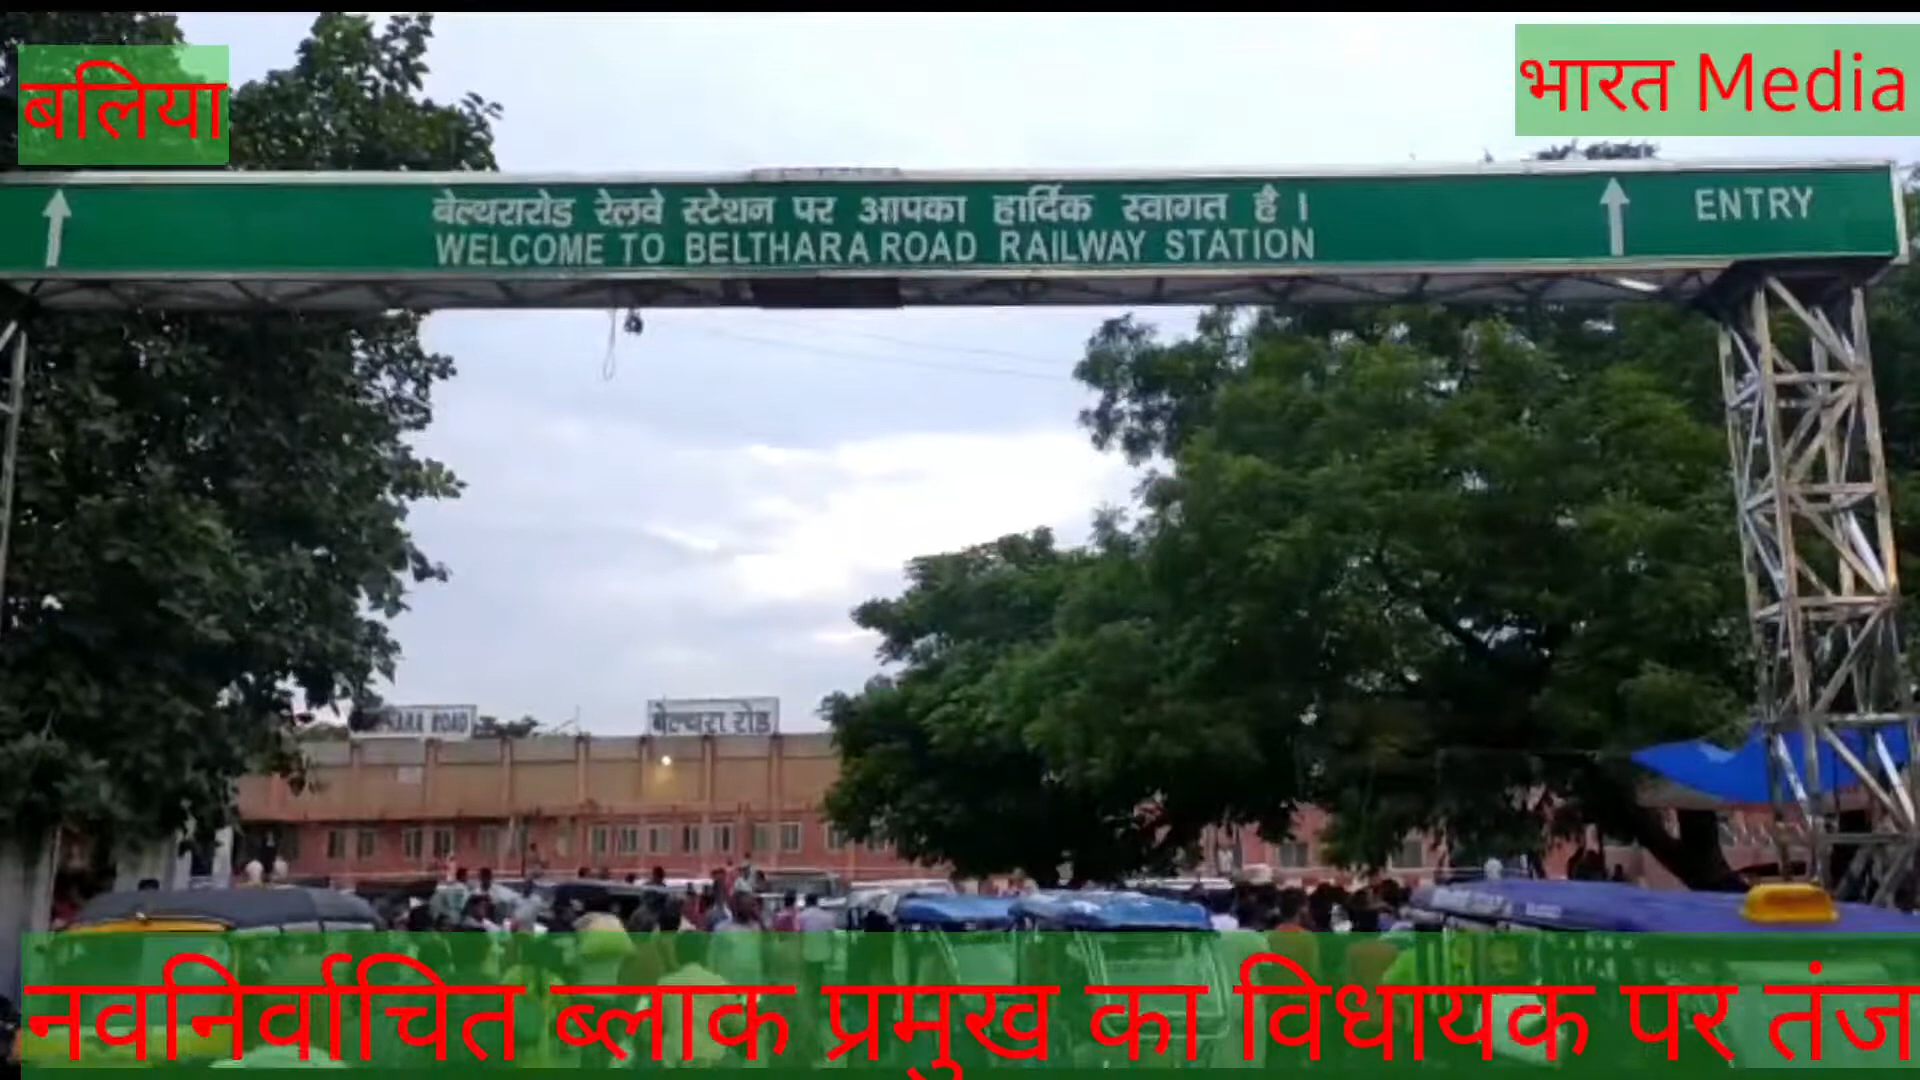 बलिया
भारत Media
बेल्थरारोड रेलवे स्टेशन पर आपका हार्दिक स्वागत है ।
WELCOME TO BELTHARA ROAD RAILWAY STATION
ENTRY
ROAD
बेल्थरा रोड
नवनिर्वाचित ब्लाक प्रमुख का विधायक पर तंज